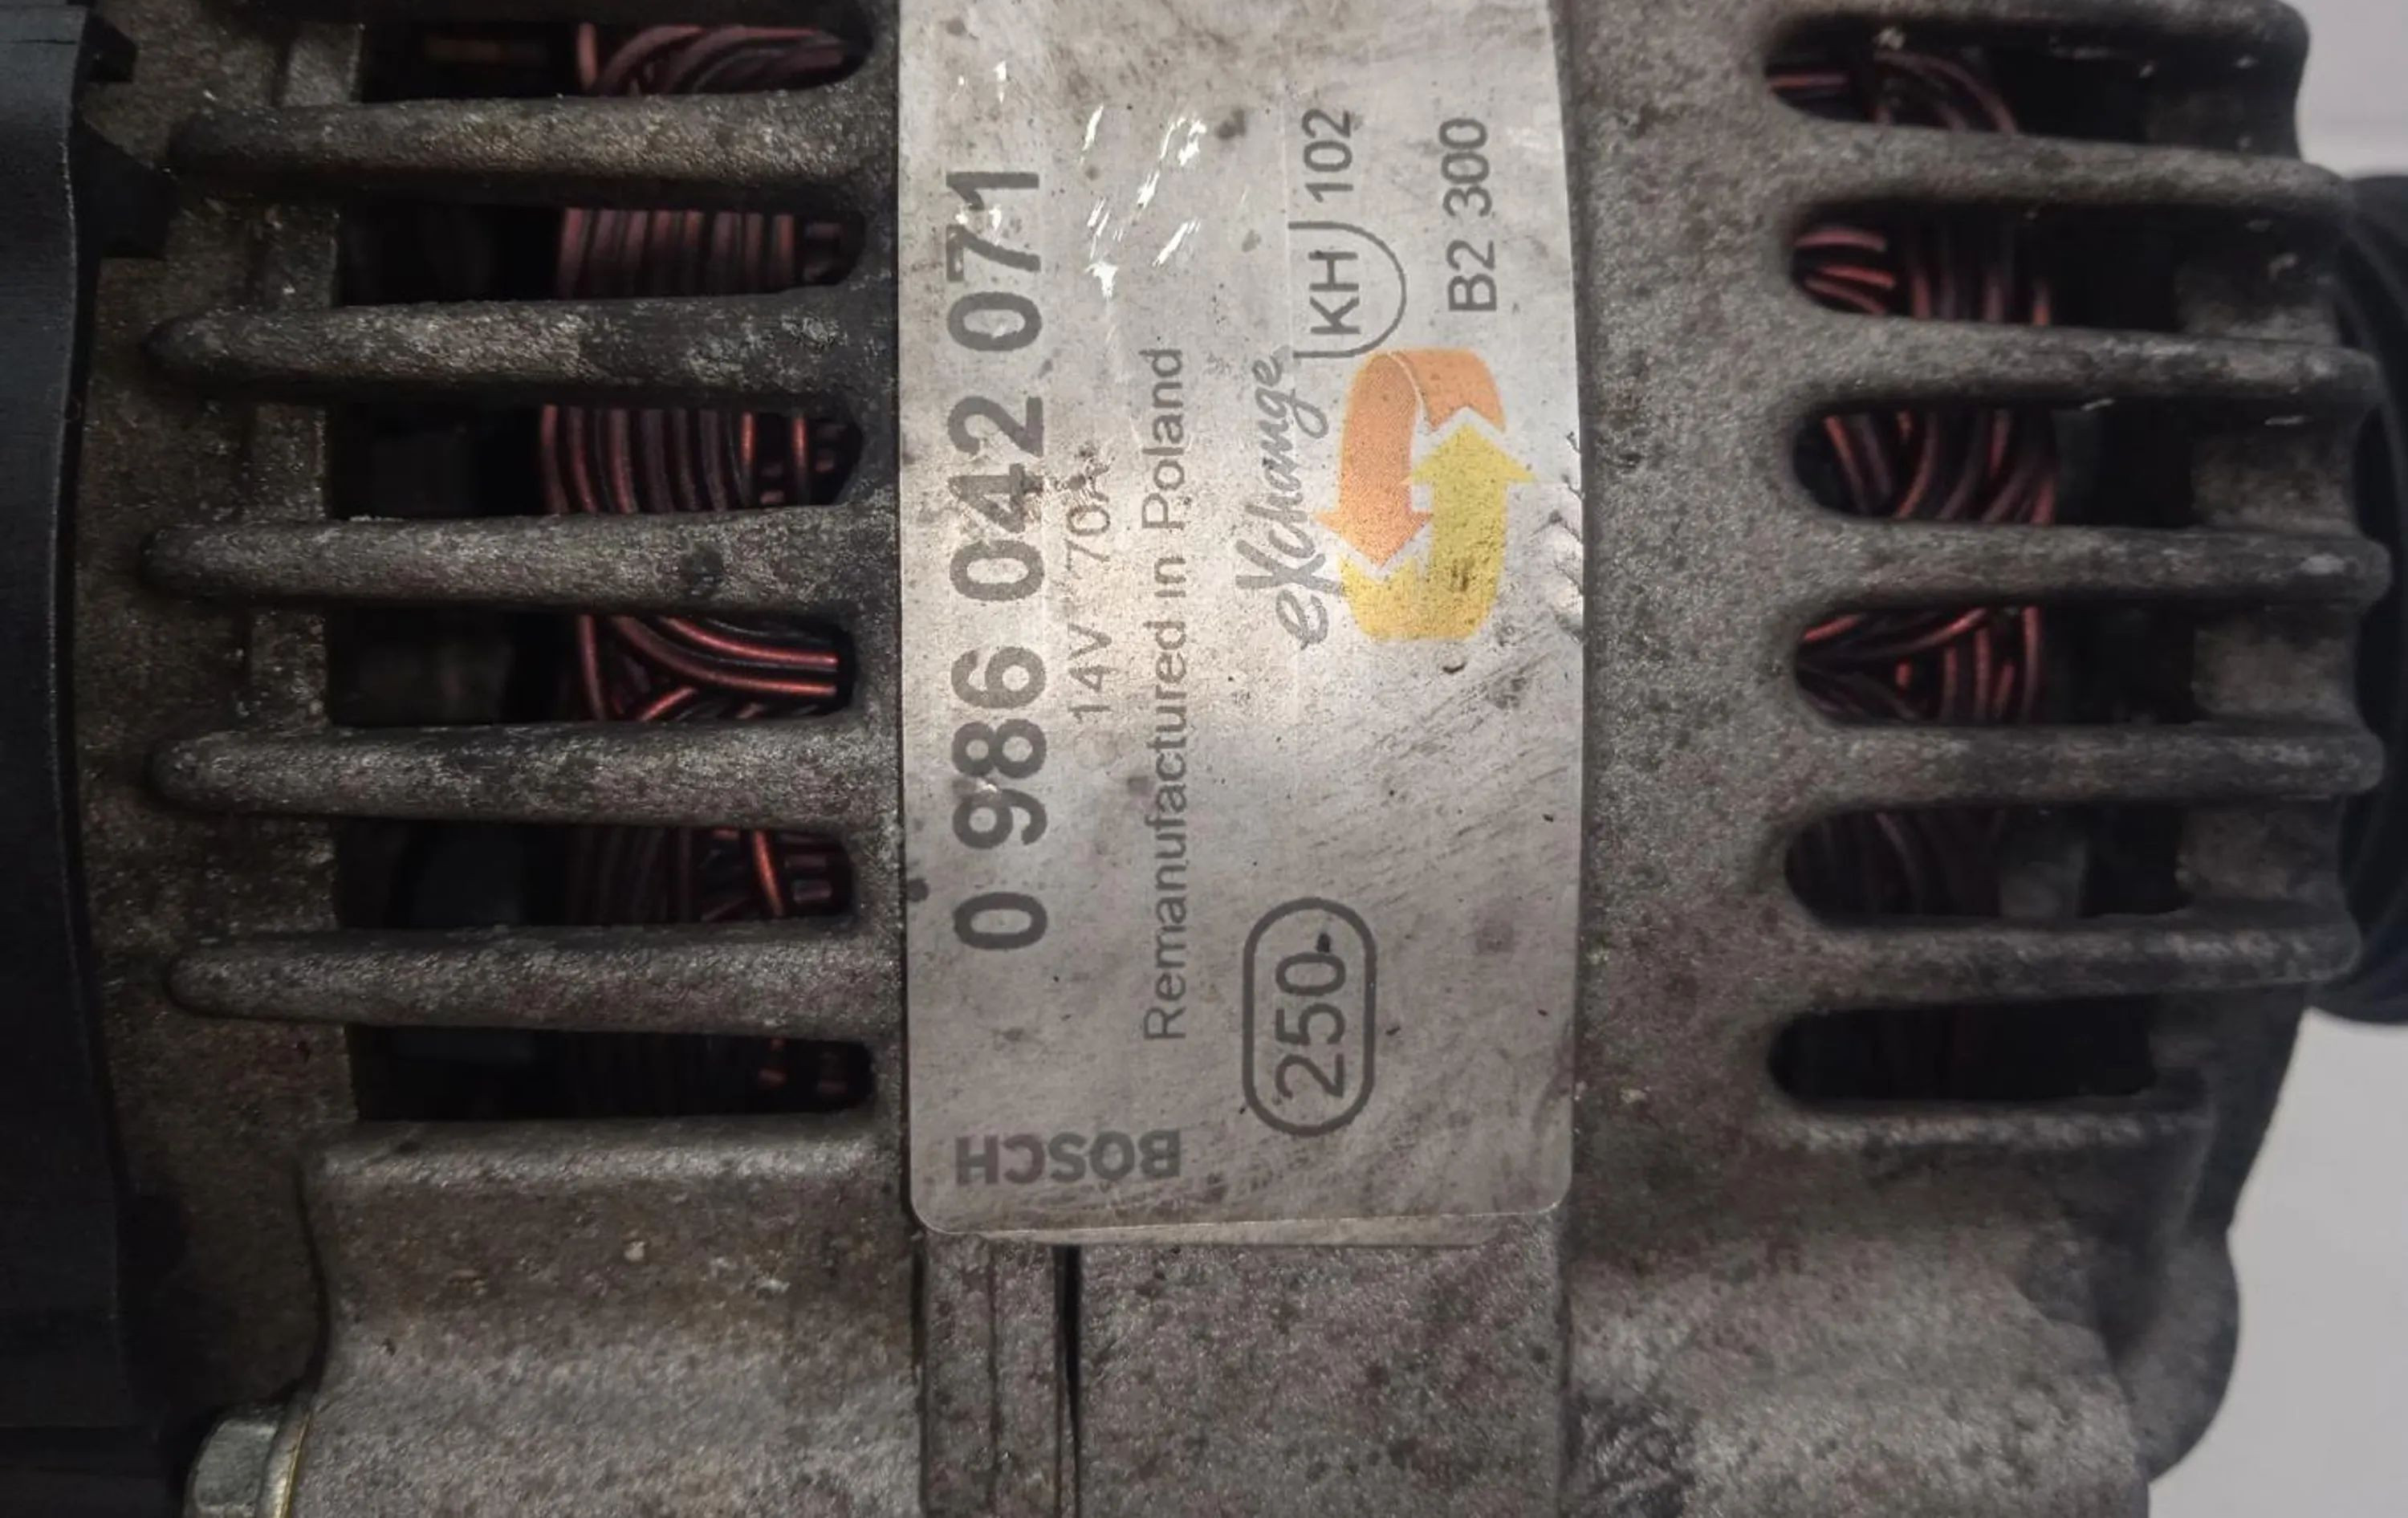 BOSCH
0 986 042 071
14V 70A
Remanufactured in Poland
250-
eXchange
KH 102
B2 300